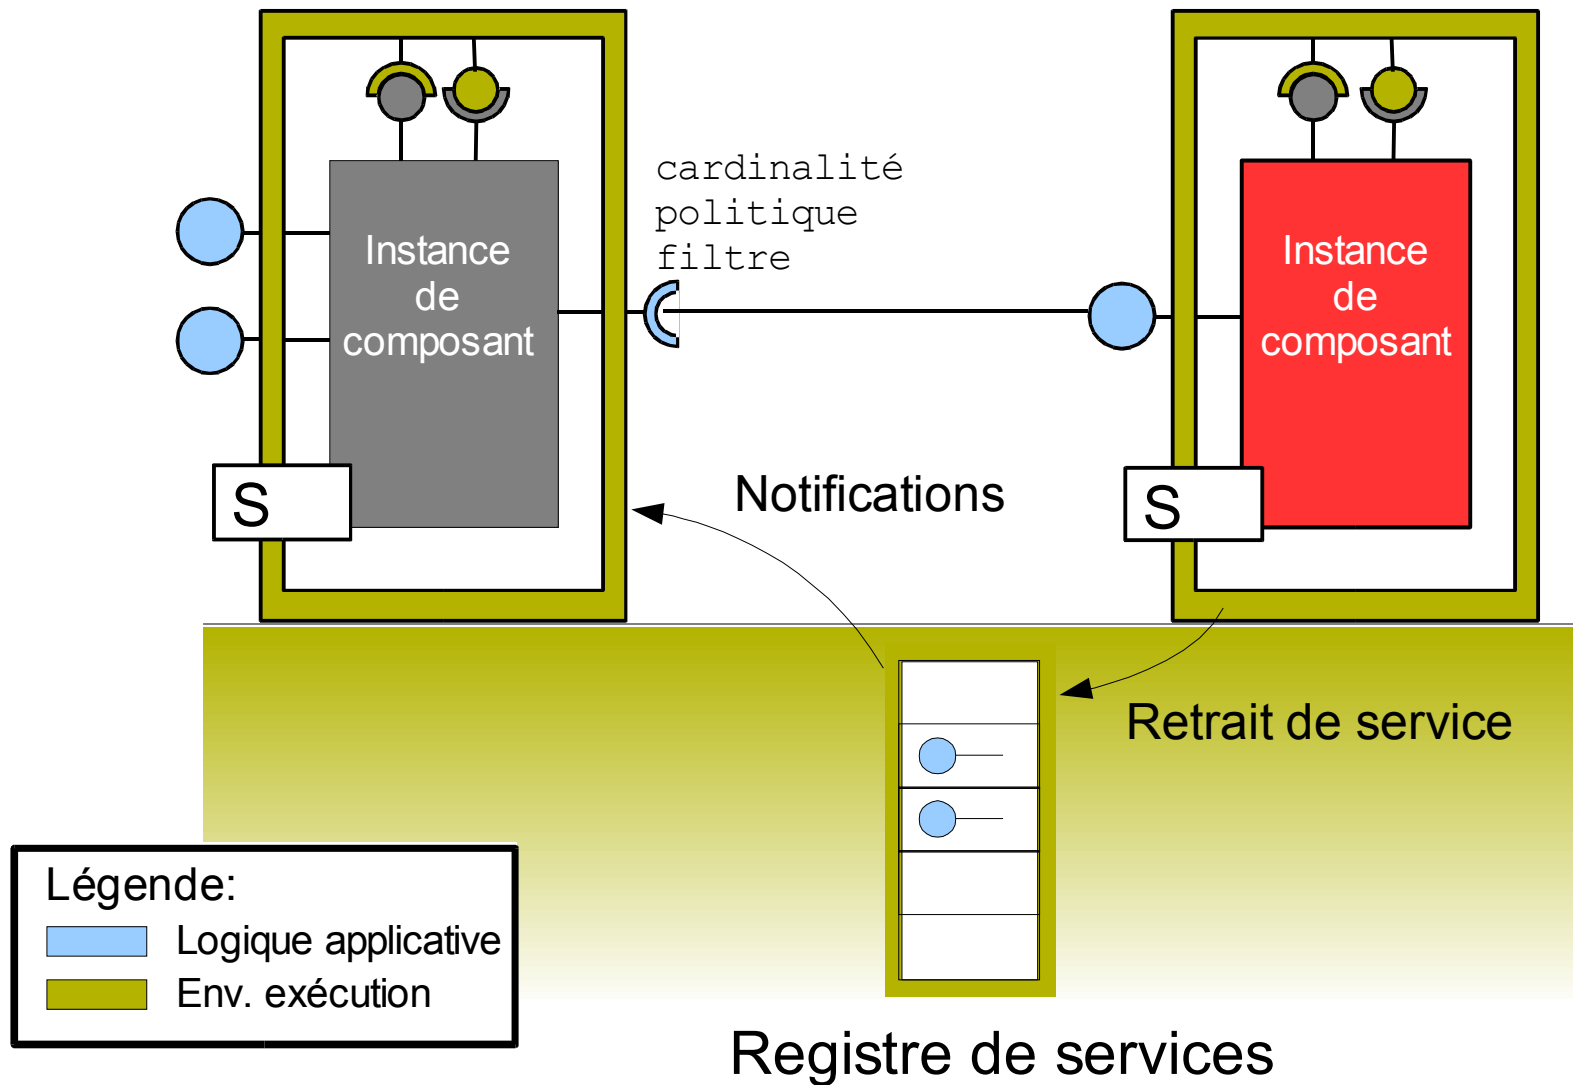 cardinalité
politique
filtre
Instance
de
composant
Instance
de
composant
S
Notifications
S
Retrait de service
Légende:
Logique applicative
Env. exécution
Registre de services